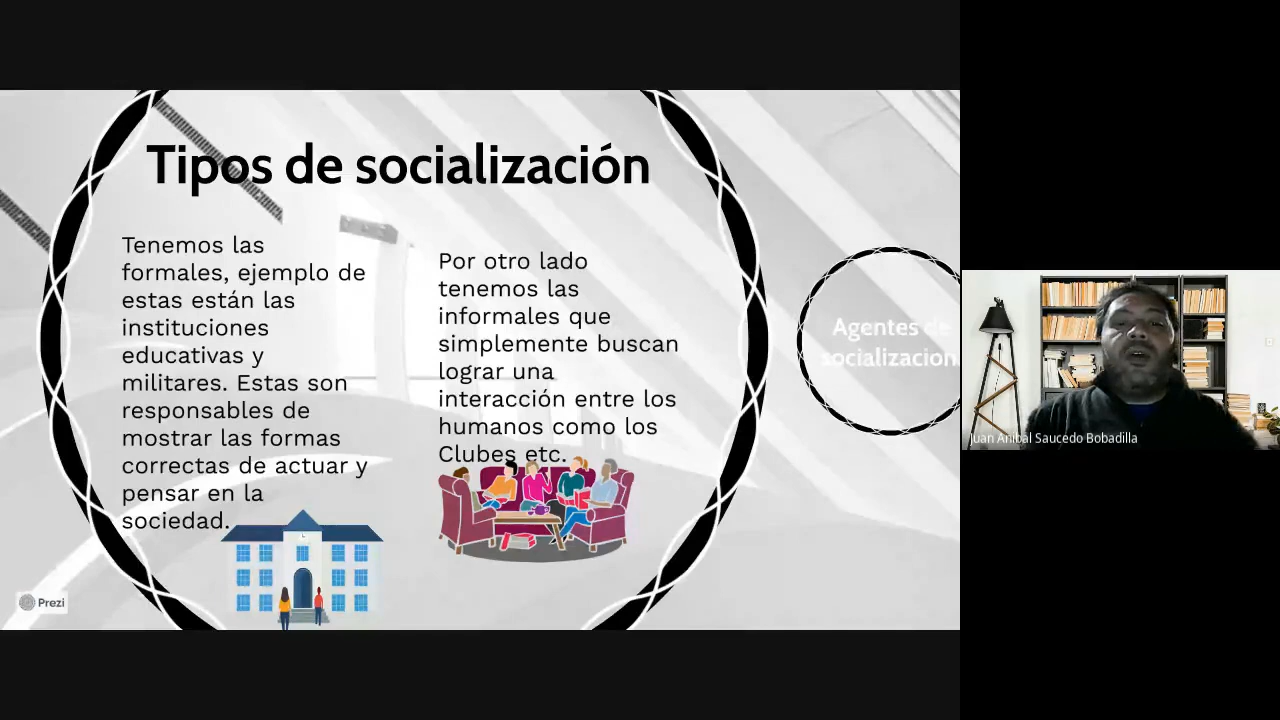 Tipos de socialización
Tenemos las
formales, ejemplo de
estas están las
instituciones
educativas y
militares. Estas son
responsables de
mostrar las formas
correctas de actuar y
pensar en la
sociedad.
Por otro lado
tenemos las
informales que
simplemente buscan
lograr una
interacción entre los
humanos como los
Clubes etc.
Agentes de
socializacion
Prezi
Juan Anibal Saucedo Bobadilla